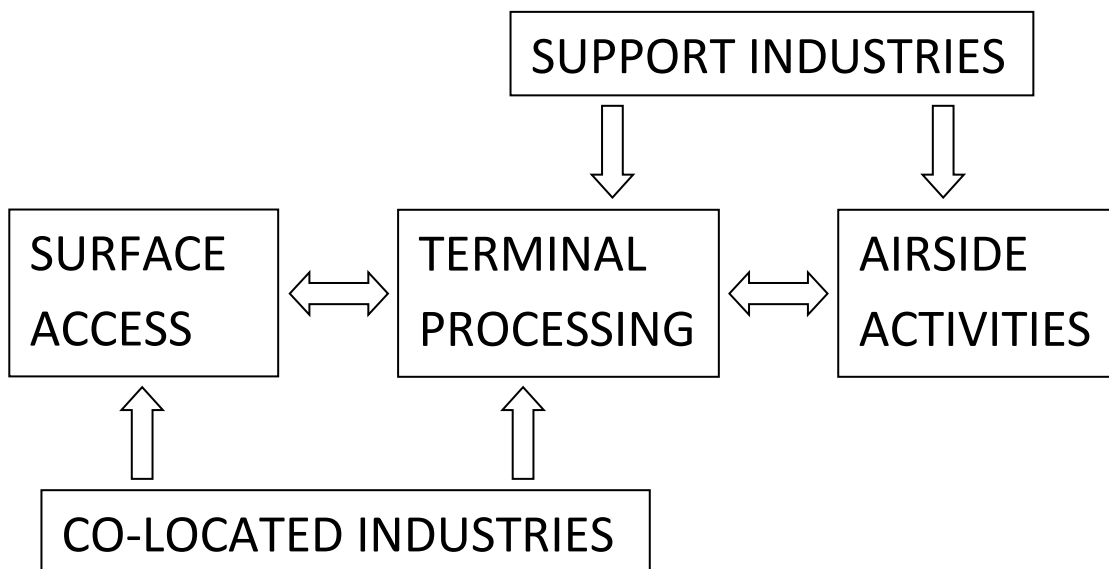 SUPPORT INDUSTRIES
SURFACE
ACCESS
TERMINAL
PROCESSING
AIRSIDE
ACTIVITIES
CO-LOCATED INDUSTRIES